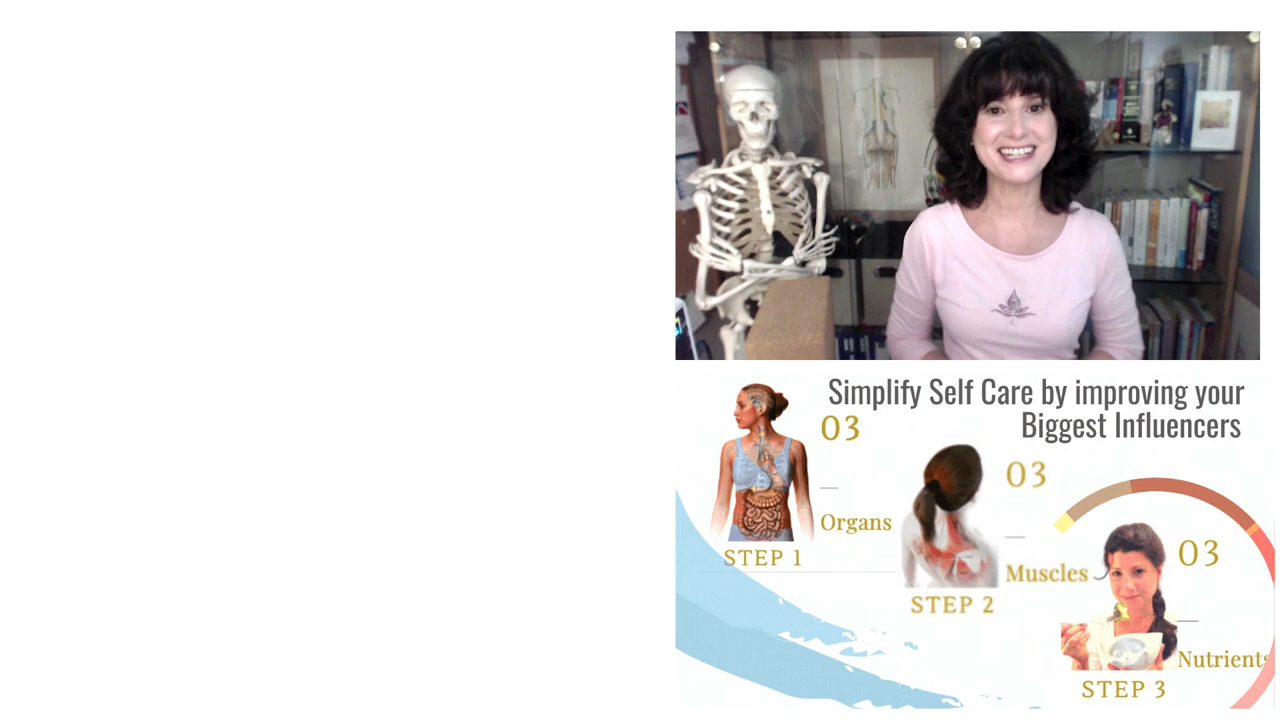 Simplify Self Care by improving your
Biggest Influencers
03
Organs
STEP 1
03
Muscles
STEP 2
03
Nutrients
STEP 3